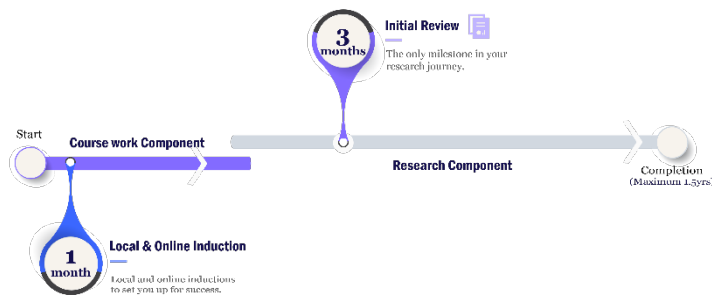 3
months
Initial Review
The only milestone in your
research journey.
Start
Course work Component
Research Component
Completion
(Maximum 1.5yrs)
1
month
Local & Online Induction
Local and online inductions
to set you up for success.